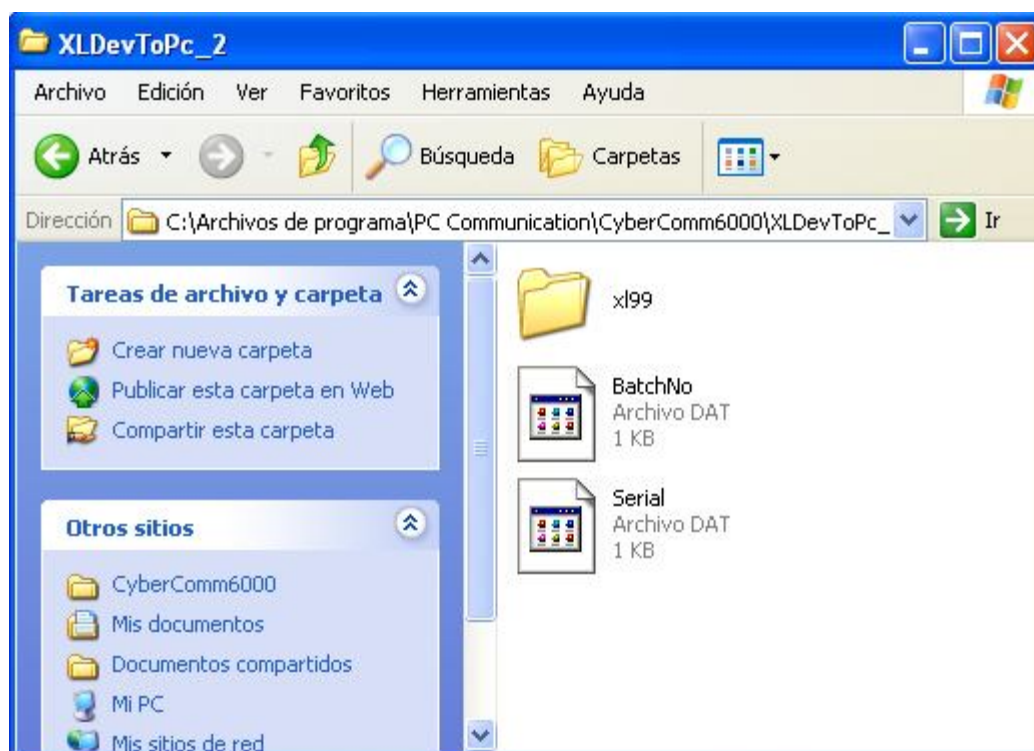 XLDevToPc_2
Archivo Edición Ver Favoritos Herramientas Ayuda
Atrás Búsqueda Carpetas
Dirección C:\Archivos de programa\PC Communication\CyberComm6000\XLDevToPc_ Ir
Tareas de archivo y carpeta
Crear nueva carpeta
Publicar esta carpeta en Web
Compartir esta carpeta
Otros sitios
CyberComm6000
Mis documentos
Documentos compartidos
Mi PC
Mis sitios de red
xl99
BatchNo
Archivo DAT
1 KB
Serial
Archivo DAT
1 KB